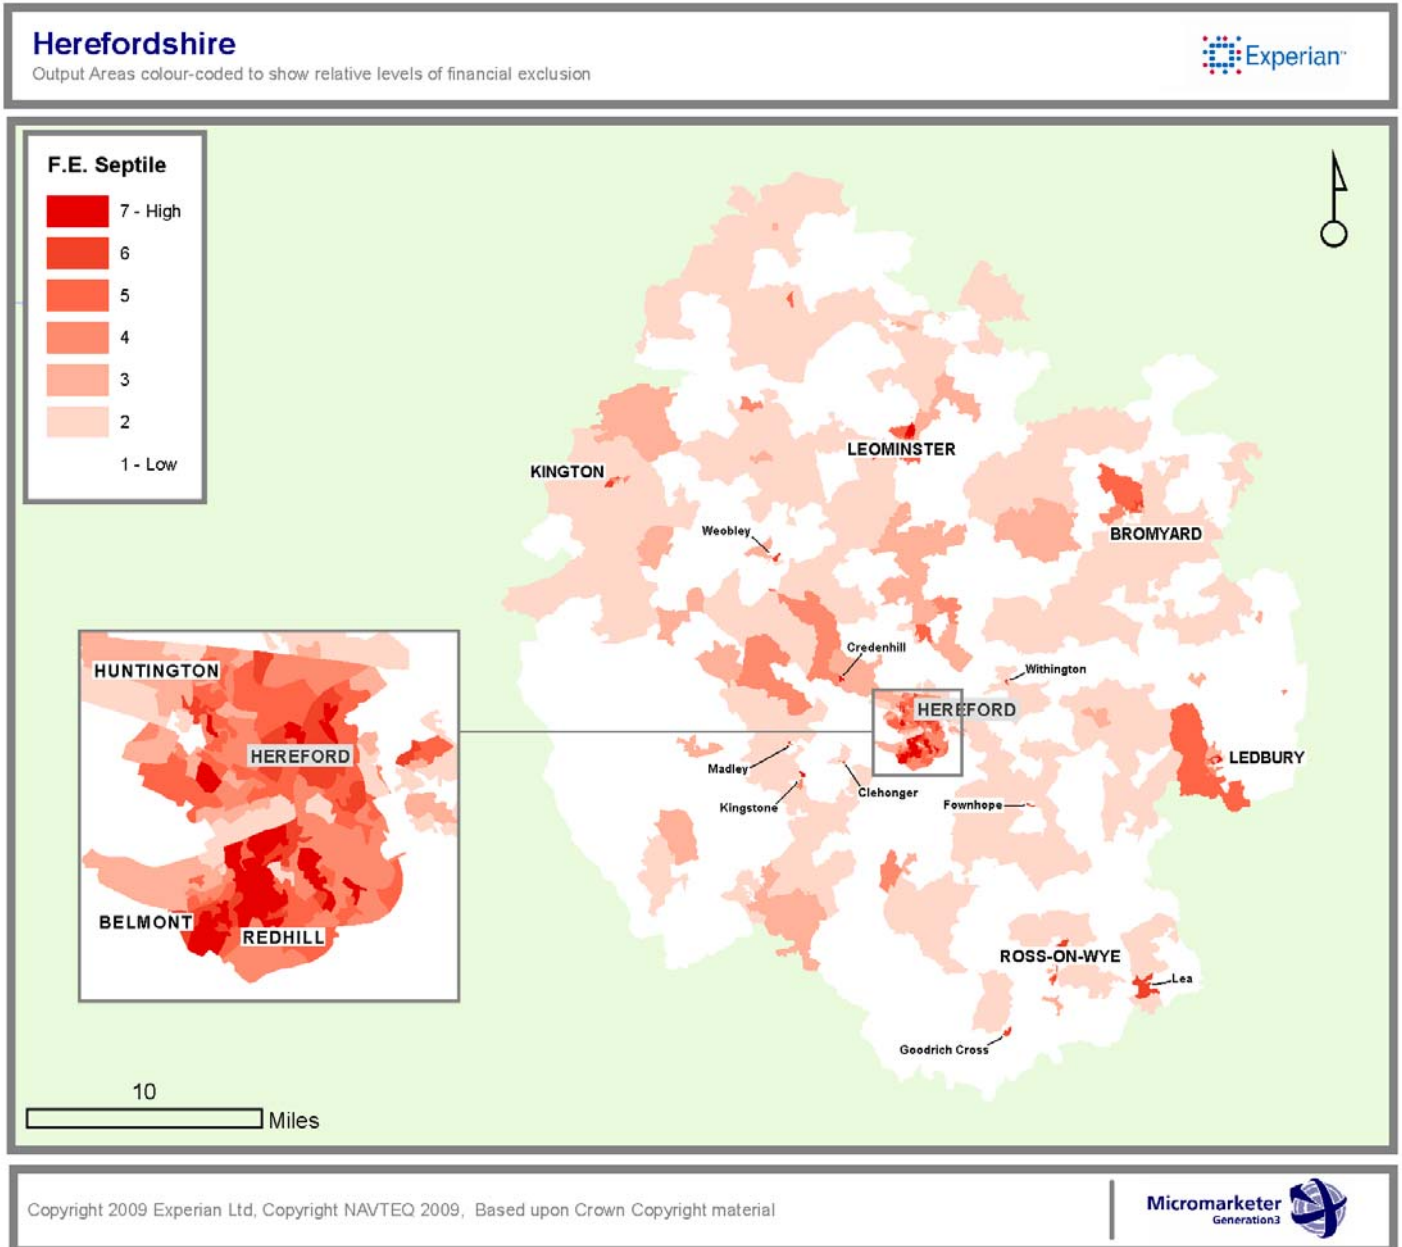 Herefordshire
Output Areas colour-coded to show relative levels of financial exclusion
Experian™
F.E. Septile
7 - High
6
5
4
3
2
1 - Low
LEOMINSTER
KINGTON
Weobley
BROMYARD
Credenhill
Withington
HEREFORD
LEDBURY
Madley
Clehonger
Kingstone
Fownhope
ROSS-ON-WYE
Lea
Goodrich Cross
HUNTINGTON
HEREFORD
BELMONT
REDHILL
10
Miles
Copyright 2009 Experian Ltd, Copyright NAVTEQ 2009, Based upon Crown Copyright material
Micromarketer
Generation3